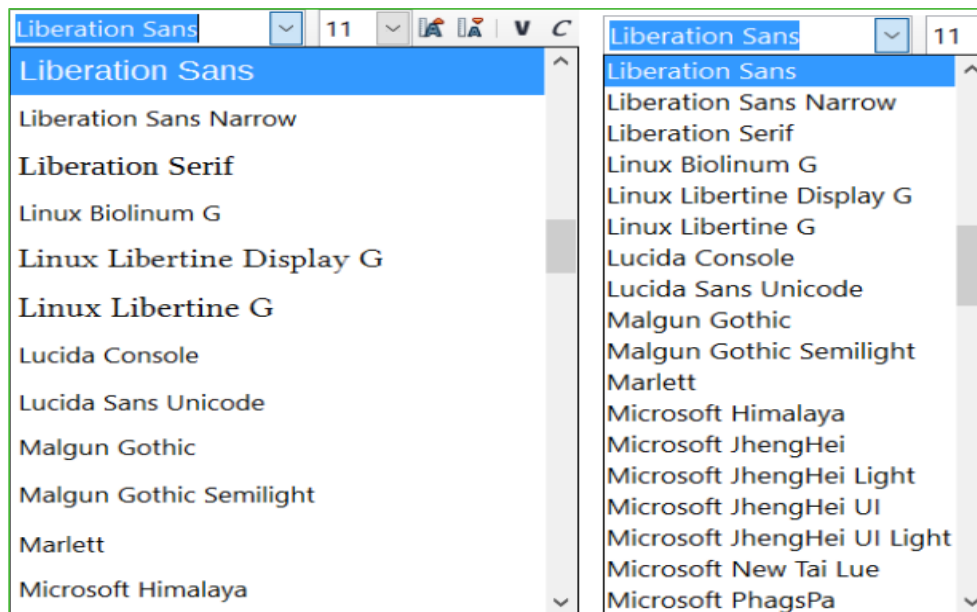 Liberation Sans 11 V C
Liberation Sans
Liberation Sans Narrow
Liberation Serif
Linux Biolinum G
Linux Libertine Display G
Linux Libertine G
Lucida Console
Lucida Sans Unicode
Malgun Gothic
Malgun Gothic Semilight
Marlett
Microsoft Himalaya
Liberation Sans 11
Liberation Sans
Liberation Sans Narrow
Liberation Serif
Linux Biolinum G
Linux Libertine Display G
Linux Libertine G
Lucida Console
Lucida Sans Unicode
Malgun Gothic
Malgun Gothic Semilight
Marlett
Microsoft Himalaya
Microsoft JhengHei
Microsoft JhengHei Light
Microsoft JhengHei UI
Microsoft JhengHei UI Light
Microsoft New Tai Lue
Microsoft PhagsPa